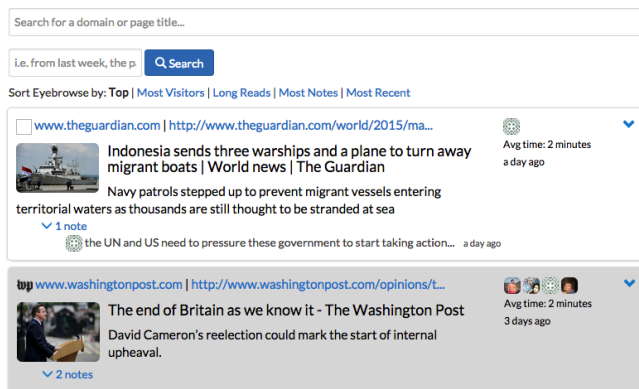 Search for a domain or page title...
i.e. from last week, the pa
Search
Sort Eyebrowse by: Top | Most Visitors | Long Reads | Most Notes | Most Recent
www.theguardian.com | http://www.theguardian.com/world/2015/ma...
Indonesia sends three warships and a plane to turn away
migrant boats | World news | The Guardian
Navy patrols stepped up to prevent migrant vessels entering
territorial waters as thousands are still thought to be stranded at sea
1 note
the UN and US need to pressure these government to start taking action... a day ago
Avg time: 2 minutes
a day ago
wp www.washingtonpost.com | http://www.washingtonpost.com/opinions/t...
The end of Britain as we know it - The Washington Post
David Cameron's reelection could mark the start of internal
upheaval.
2 notes
Avg time: 2 minutes
3 days ago